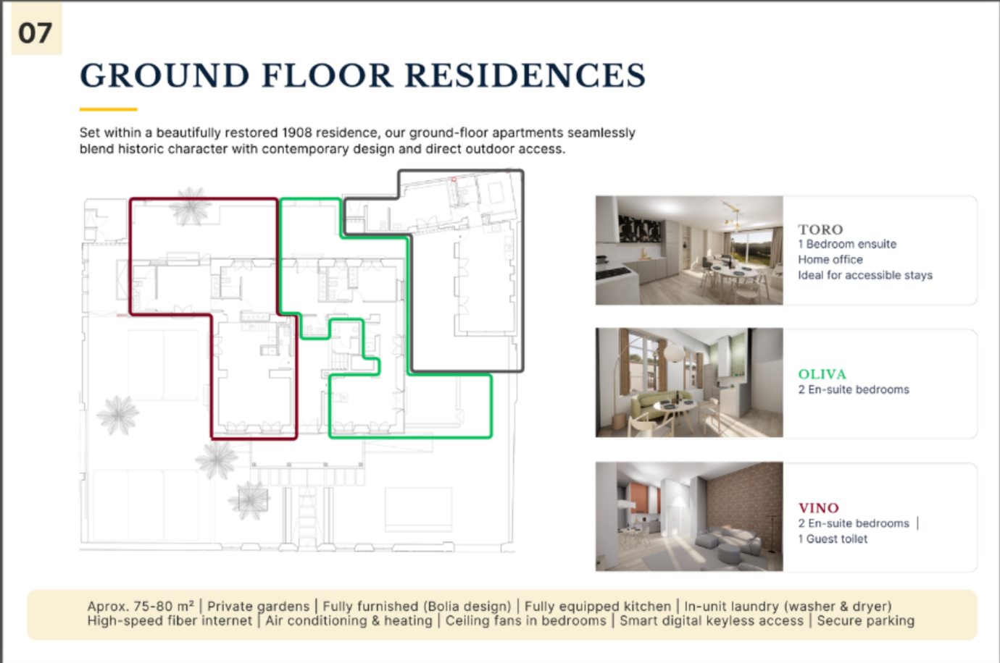 07
GROUND FLOOR RESIDENCES
Set within a beautifully restored 1908 residence, our ground-floor apartments seamlessly
blend historic character with contemporary design and direct outdoor access.
TORO
1 Bedroom ensuite
Home office
Ideal for accessible stays
OLIVA
2 En-suite bedrooms
VINO
2 En-suite bedrooms |
1 Guest toilet
Aprox. 75-80 m² | Private gardens | Fully furnished (Bolia design) | Fully equipped kitchen | In-unit laundry (washer & dryer)
High-speed fiber internet | Air conditioning & heating | Ceiling fans in bedrooms | Smart digital keyless access | Secure parking